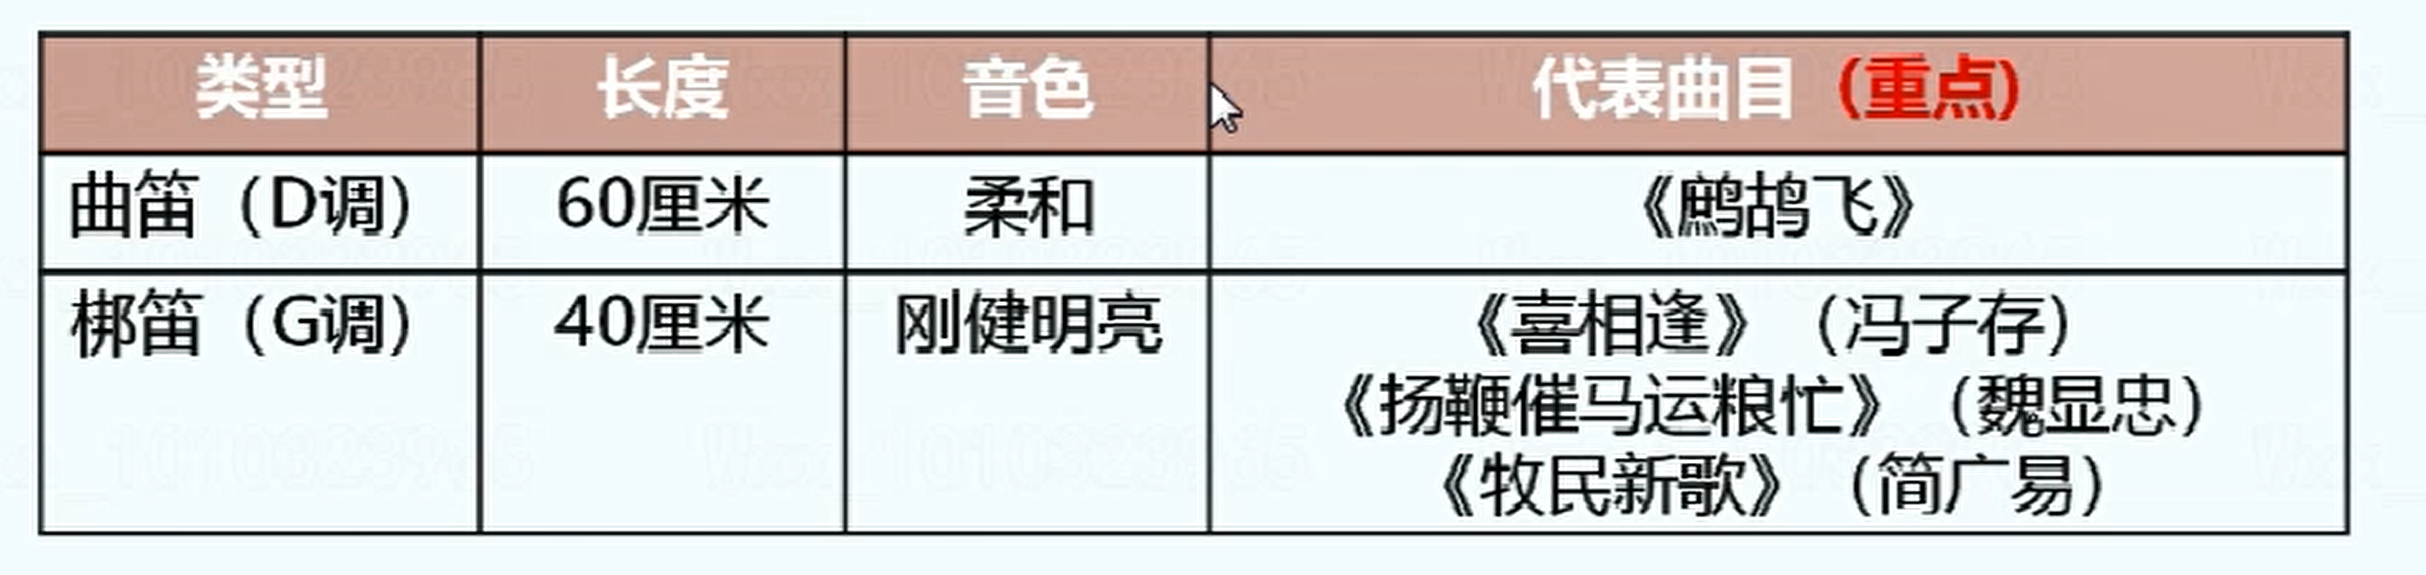 类型 长度 音色 代表曲目（重点）
曲笛（D调） 60厘米 柔和 《鹧鸪飞》
梆笛（G调） 40厘米 刚健明亮 《喜相逢》（冯子存）
《扬鞭催马运粮忙》（魏显忠）
《牧民新歌》（简广易）